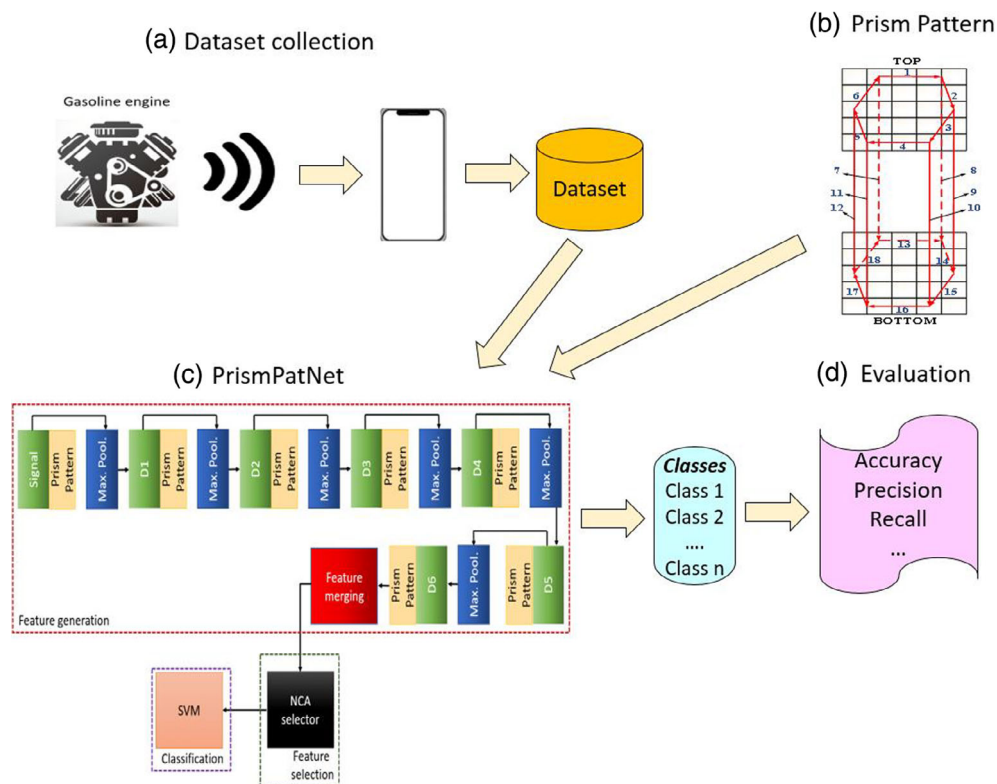 (a) Dataset collection
Gasoline engine
Dataset
(b) Prism Pattern
TOP
1
6
2
3
5
4
7
8
11
9
12
10
13
18
14
17
15
16
BOTTOM
(c) PrismPatNet
Signal
Prism
Pattern
Max. Pool.
D1
Prism
Pattern
Max. Pool.
D2
Prism
Pattern
Max. Pool.
D3
Prism
Pattern
Max. Pool.
D4
Prism
Pattern
Max. Pool.
Feature
merging
Prism
Pattern
D6
Max. Pool.
Prism
Pattern
D5
Feature generation
SVM
Classification
NCA
selector
Feature
selection
Classes
Class 1
Class 2
....
Class n
(d) Evaluation
Accuracy
Precision
Recall
...